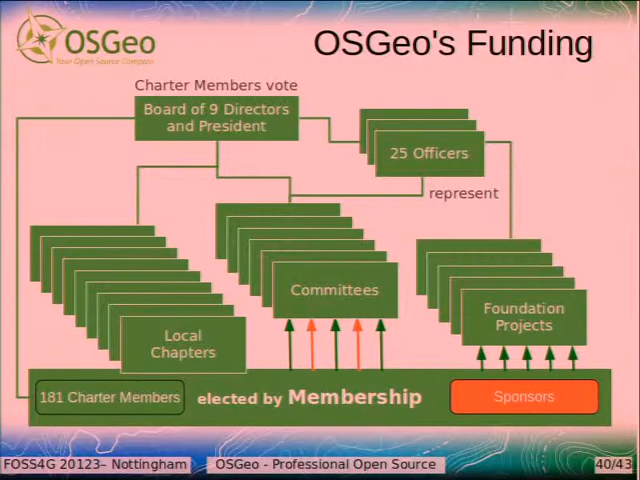 OSGeo
Your Open Source Compass
OSGeo's Funding
Charter Members vote
Board of 9 Directors
and President
25 Officers
represent
Committees
Foundation
Projects
Local
Chapters
181 Charter Members
elected by Membership
Sponsors
FOSS4G 20123– Nottingham
OSGeo - Professional Open Source
40/43